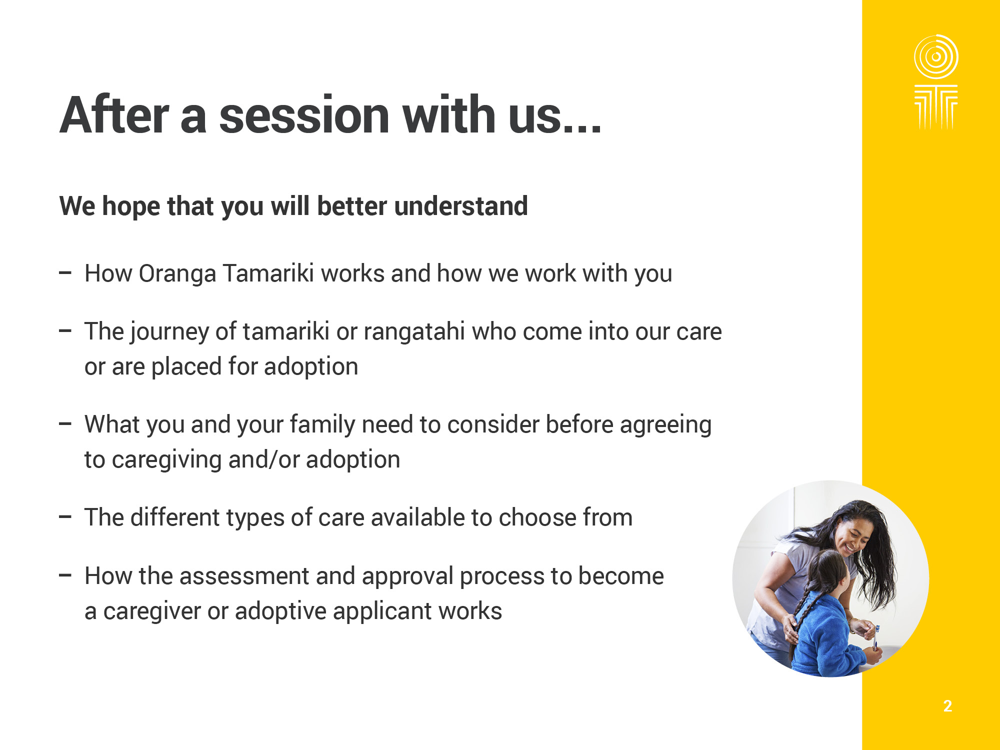 After a session with us...
We hope that you will better understand
– How Oranga Tamariki works and how we work with you
– The journey of tamariki or rangatahi who come into our care
or are placed for adoption
– What you and your family need to consider before agreeing
to caregiving and/or adoption
– The different types of care available to choose from
– How the assessment and approval process to become
a caregiver or adoptive applicant works
2